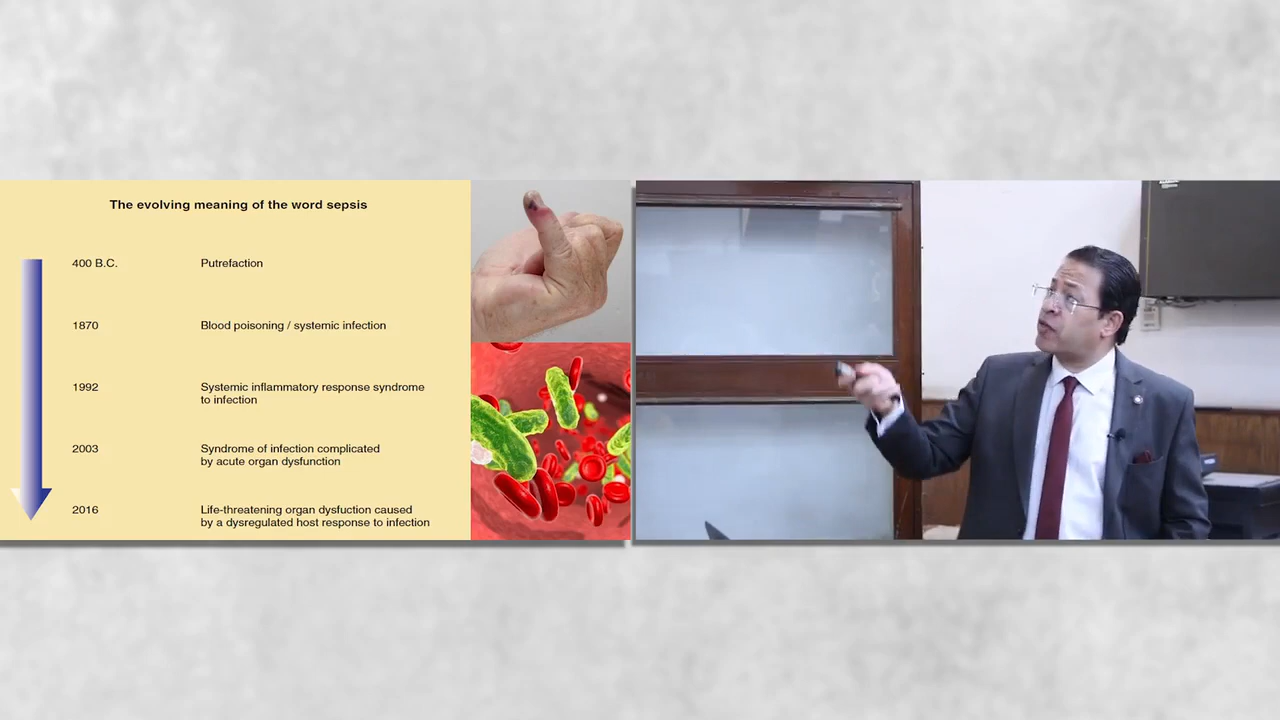 The evolving meaning of the word sepsis
400 B.C. Putrefaction
1870 Blood poisoning / systemic infection
1992 Systemic inflammatory response syndrome
to infection
2003 Syndrome of infection complicated
by acute organ dysfunction
2016 Life-threatening organ dysfuction caused
by a dysregulated host response to infection